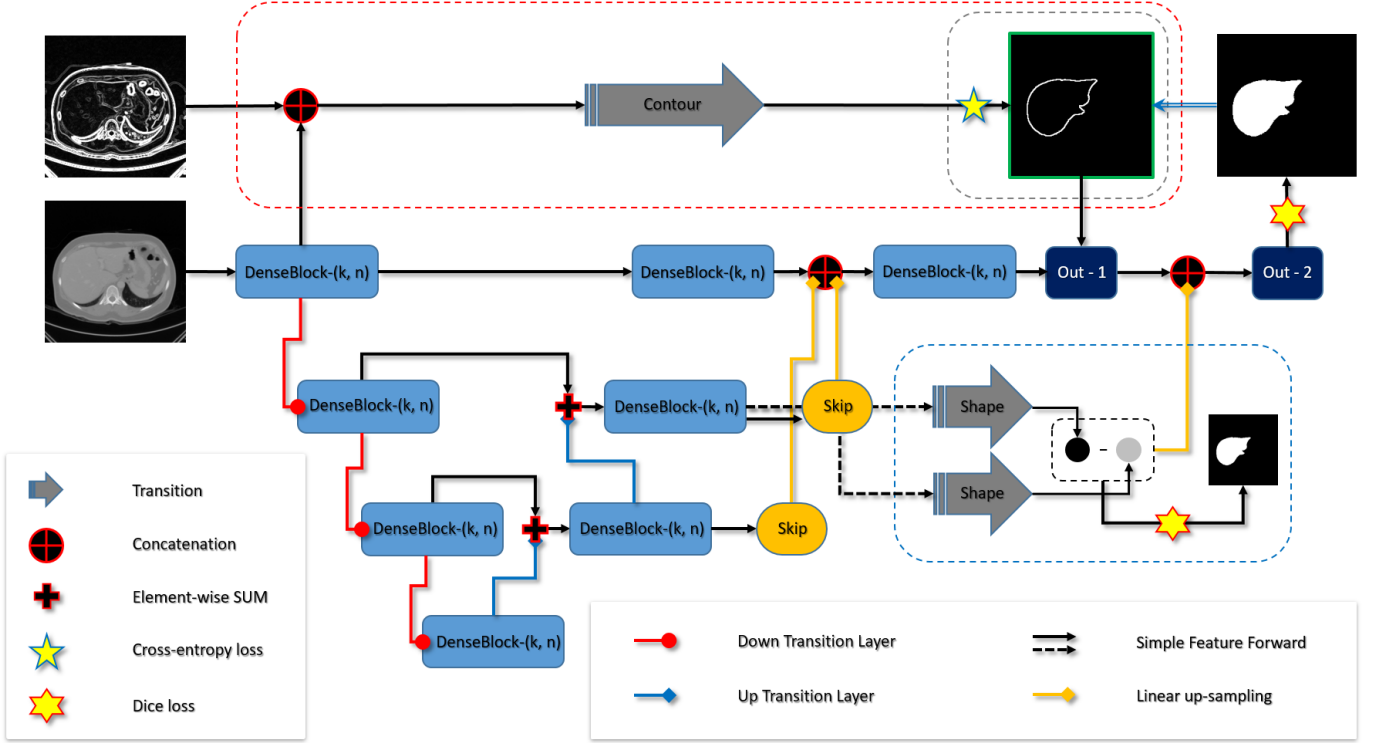 Contour
DenseBlock-(k, n)
DenseBlock-(k, n)
DenseBlock-(k, n)
Out - 1
Out - 2
DenseBlock-(k, n)
DenseBlock-(k, n)
Skip
Shape
-
Shape
DenseBlock-(k, n)
DenseBlock-(k, n)
Skip
DenseBlock-(k, n)
Transition
Concatenation
Element-wise SUM
Cross-entropy loss
Dice loss
Down Transition Layer
Simple Feature Forward
Up Transition Layer
Linear up-sampling